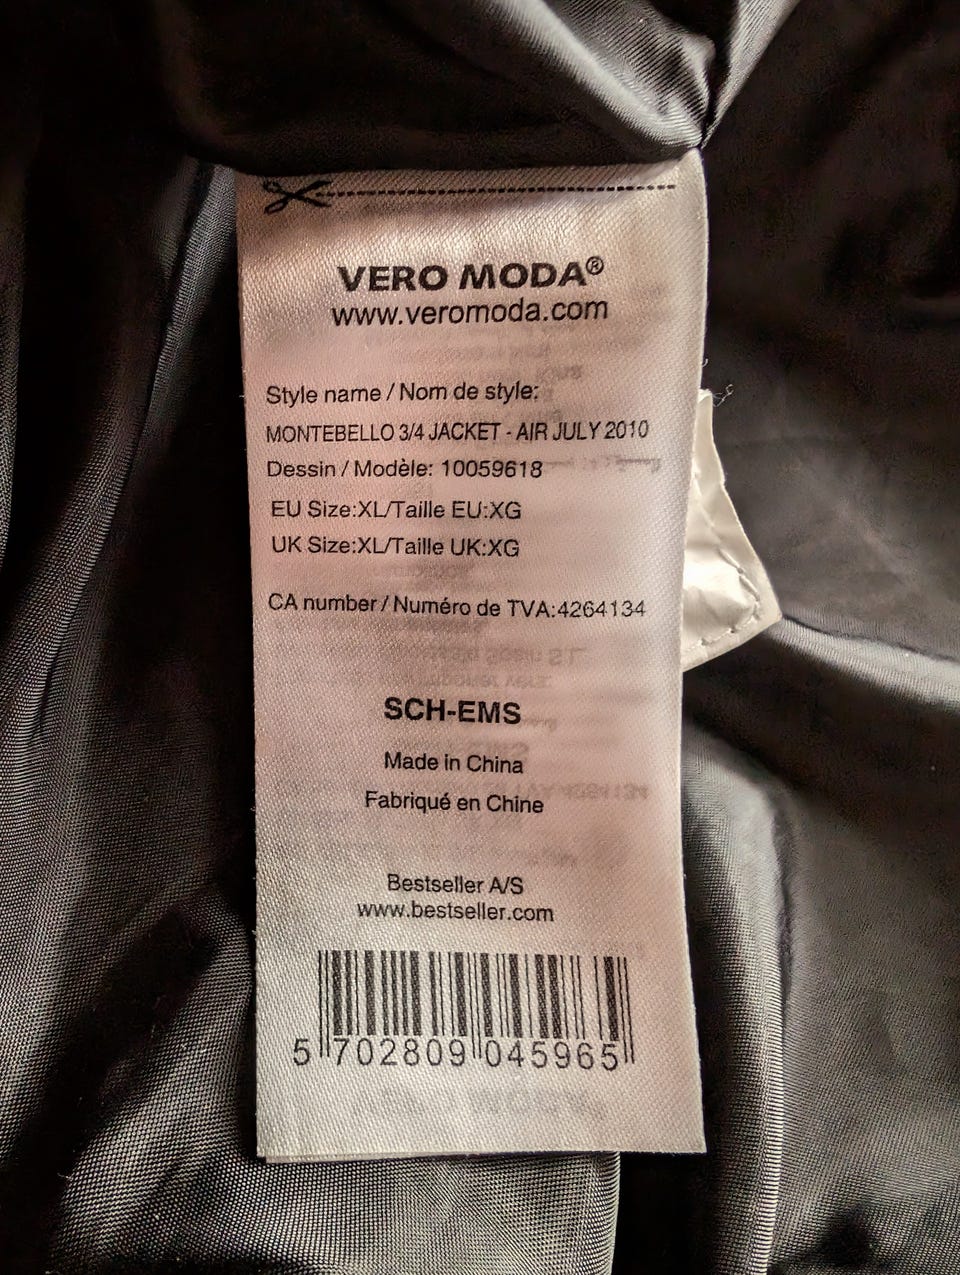 VERO MODA®
www.veromoda.com
Style name / Nom de style:
MONTEBELLO 3/4 JACKET - AIR JULY 2010
Dessin / Modèle: 10059618
EU Size:XL/Taille EU:XG
UK Size:XL/Taille UK:XG
CA number / Numéro de TVA:4264134
SCH-EMS
Made in China
Fabriqué en Chine
Bestseller A/S
www.bestseller.com
5 702809 045965